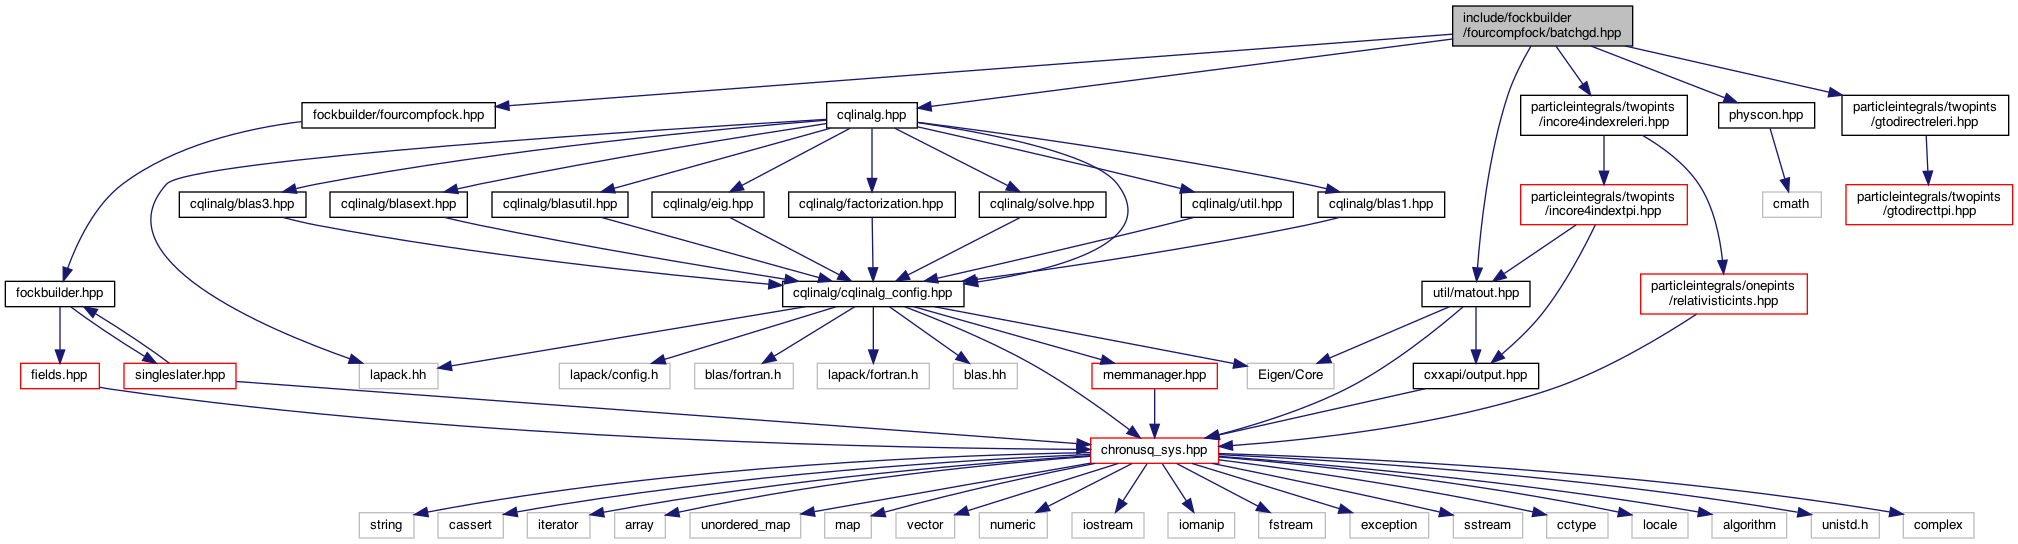 include/fockbuilder
/fourcompfock/batchgd.hpp
fockbuilder/fourcompfock.hpp
cqlinalg.hpp
particleintegrals/twopints
/incore4indexreleri.hpp
physcon.hpp
particleintegrals/twopints
/gtodirectreleri.hpp
cqlinalg/blas3.hpp
cqlinalg/blasext.hpp
cqlinalg/blasutil.hpp
cqlinalg/eig.hpp
cqlinalg/factorization.hpp
cqlinalg/solve.hpp
cqlinalg/util.hpp
cqlinalg/blas1.hpp
particleintegrals/twopints
/incore4indextpi.hpp
cmath
particleintegrals/twopints
/gtodirecttpi.hpp
fockbuilder.hpp
cqlinalg/cqlinalg_config.hpp
util/matout.hpp
particleintegrals/onepints
/relativisticints.hpp
fields.hpp
singleslater.hpp
lapack.hh
lapack/config.h
blas/fortran.h
lapack/fortran.h
blas.hh
memmanager.hpp
Eigen/Core
cxxapi/output.hpp
chronusq_sys.hpp
string
cassert
iterator
array
unordered_map
map
vector
numeric
iostream
iomanip
fstream
exception
sstream
cctype
locale
algorithm
unistd.h
complex